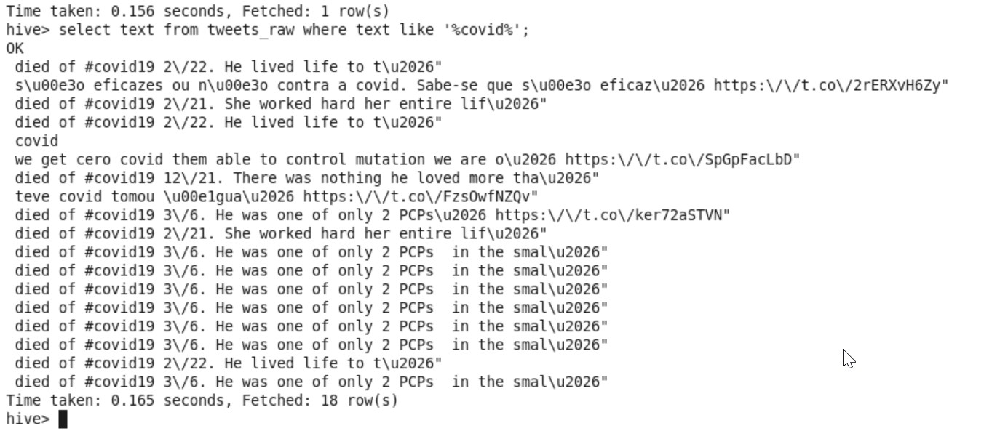 Time taken: 0.156 seconds, Fetched: 1 row(s)
hive> select text from tweets_raw where text like '%covid%';
OK
 died of #covid19 2\/22. He lived life to t\u2026"
 s\u00e3o eficazes ou n\u00e3o contra a covid. Sabe-se que s\u00e3o eficaz\u2026 https:\/\/t.co\/2rERXvH6Zy"
 died of #covid19 2\/21. She worked hard her entire lif\u2026"
 died of #covid19 2\/22. He lived life to t\u2026"
 covid
 we get cero covid them able to control mutation we are o\u2026 https:\/\/t.co\/SpGpFacLbD"
 died of #covid19 12\/21. There was nothing he loved more tha\u2026"
 teve covid tomou \u00e1gua\u2026 https:\/\/t.co\/FzsOwfNZQv"
 died of #covid19 3\/6. He was one of only 2 PCPs\u2026 https:\/\/t.co\/ker72aSTVN"
 died of #covid19 2\/21. She worked hard her entire lif\u2026"
 died of #covid19 3\/6. He was one of only 2 PCPs  in the smal\u2026"
 died of #covid19 3\/6. He was one of only 2 PCPs  in the smal\u2026"
 died of #covid19 3\/6. He was one of only 2 PCPs  in the smal\u2026"
 died of #covid19 3\/6. He was one of only 2 PCPs  in the smal\u2026"
 died of #covid19 3\/6. He was one of only 2 PCPs  in the smal\u2026"
 died of #covid19 3\/6. He was one of only 2 PCPs  in the smal\u2026"
 died of #covid19 2\/22. He lived life to t\u2026"
 died of #covid19 3\/6. He was one of only 2 PCPs  in the smal\u2026"
Time taken: 0.165 seconds, Fetched: 18 row(s)
hive>